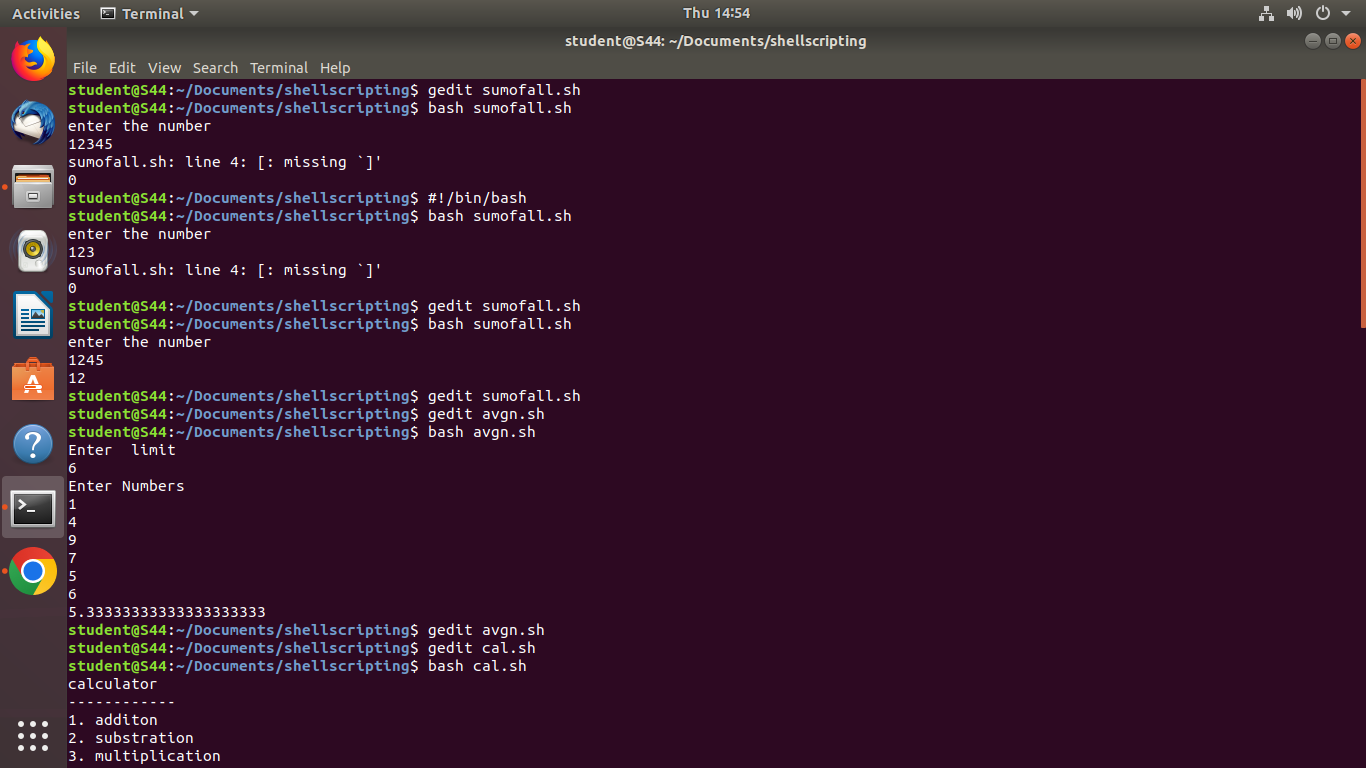 Activities Terminal Thu 14:54
student@S44: ~/Documents/shellscripting
File Edit View Search Terminal Help
student@S44:~/Documents/shellscripting$ gedit sumofall.sh
student@S44:~/Documents/shellscripting$ bash sumofall.sh
enter the number
12345
sumofall.sh: line 4: [: missing `]'
0
student@S44:~/Documents/shellscripting$ #!/bin/bash
student@S44:~/Documents/shellscripting$ bash sumofall.sh
enter the number
123
sumofall.sh: line 4: [: missing `]'
0
student@S44:~/Documents/shellscripting$ gedit sumofall.sh
student@S44:~/Documents/shellscripting$ bash sumofall.sh
enter the number
1245
12
student@S44:~/Documents/shellscripting$ gedit sumofall.sh
student@S44:~/Documents/shellscripting$ gedit avgn.sh
student@S44:~/Documents/shellscripting$ bash avgn.sh
Enter  limit
6
Enter Numbers
1
4
9
7
5
6
5.33333333333333333333
student@S44:~/Documents/shellscripting$ gedit avgn.sh
student@S44:~/Documents/shellscripting$ gedit cal.sh
student@S44:~/Documents/shellscripting$ bash cal.sh
calculator
------------
1. additon
2. substration
3. multiplication